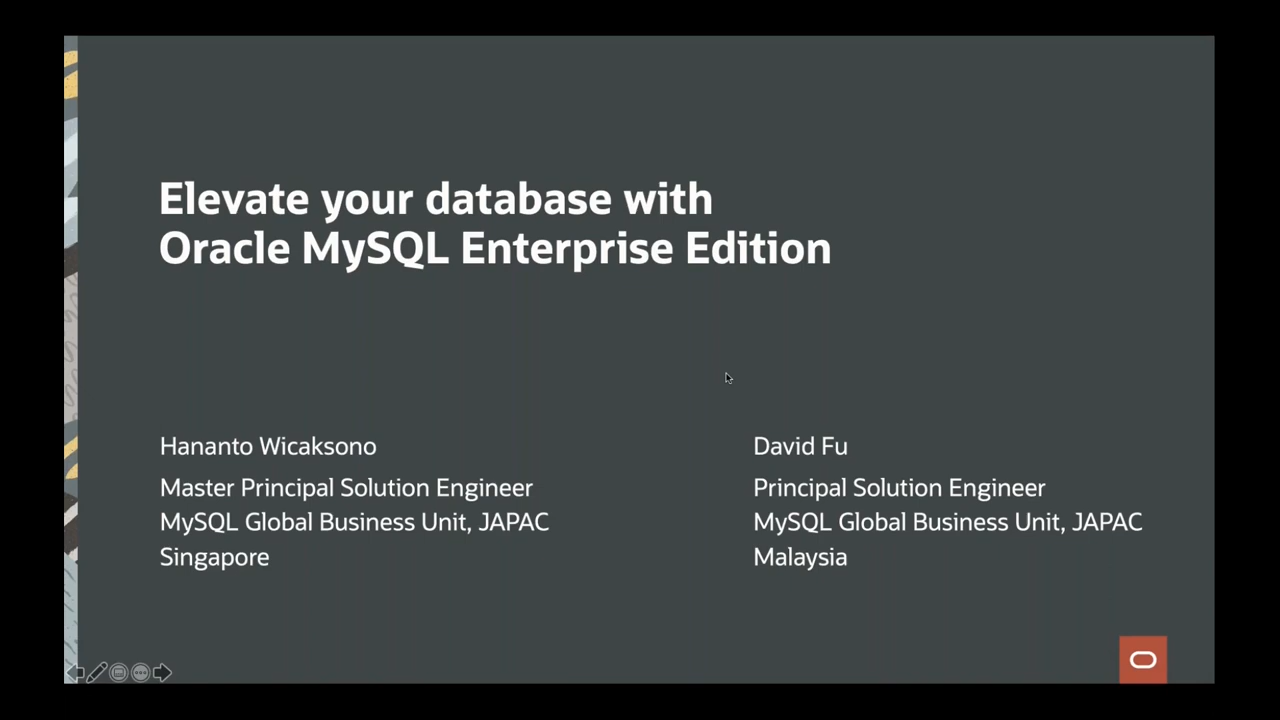 Elevate your database with
Oracle MySQL Enterprise Edition
Hananto Wicaksono
Master Principal Solution Engineer
MySQL Global Business Unit, JAPAC
Singapore
David Fu
Principal Solution Engineer
MySQL Global Business Unit, JAPAC
Malaysia